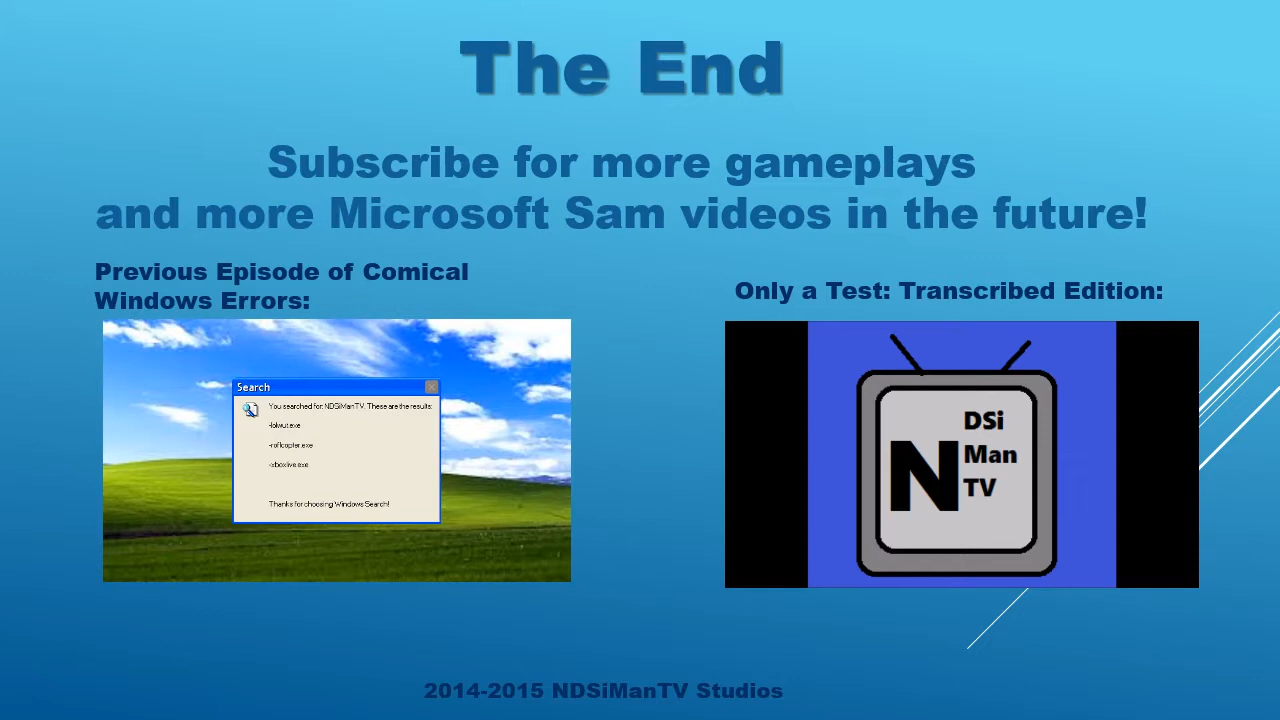 The End
Subscribe for more gameplays
and more Microsoft Sam videos in the future!
Previous Episode of Comical
Windows Errors:
Only a Test: Transcribed Edition:
Search
You searched for: NDSiManTV. These are the results:
-lolwut.exe
-roflcopter.exe
-xboxlive.exe
Thanks for choosing Windows Search!
N
DSi
Man
TV
2014-2015 NDSiManTV Studios